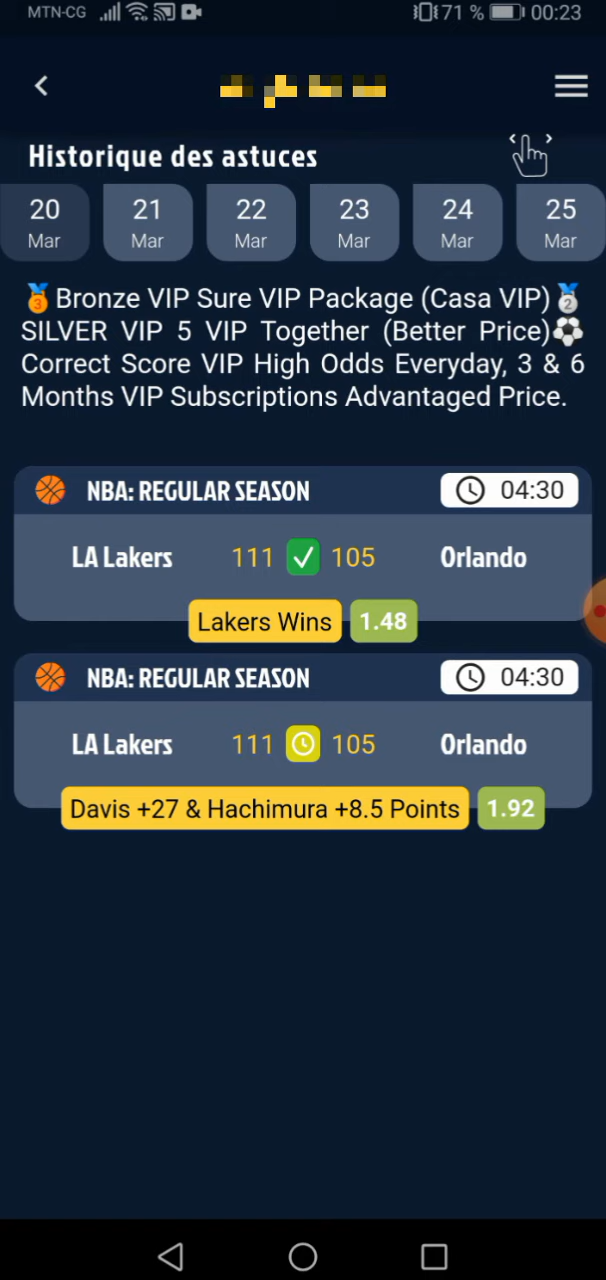 MTN-CG 71 % 00:23
Historique des astuces
20 21 22 23 24 25
Mar Mar Mar Mar Mar Mar
🥉Bronze VIP Sure VIP Package (Casa VIP)🥈
SILVER VIP 5 VIP Together (Better Price)⚽
Correct Score VIP High Odds Everyday, 3 & 6
Months VIP Subscriptions Advantaged Price.
NBA: REGULAR SEASON 04:30
LA Lakers 111 105 Orlando
Lakers Wins 1.48
NBA: REGULAR SEASON 04:30
LA Lakers 111 105 Orlando
Davis +27 & Hachimura +8.5 Points 1.92